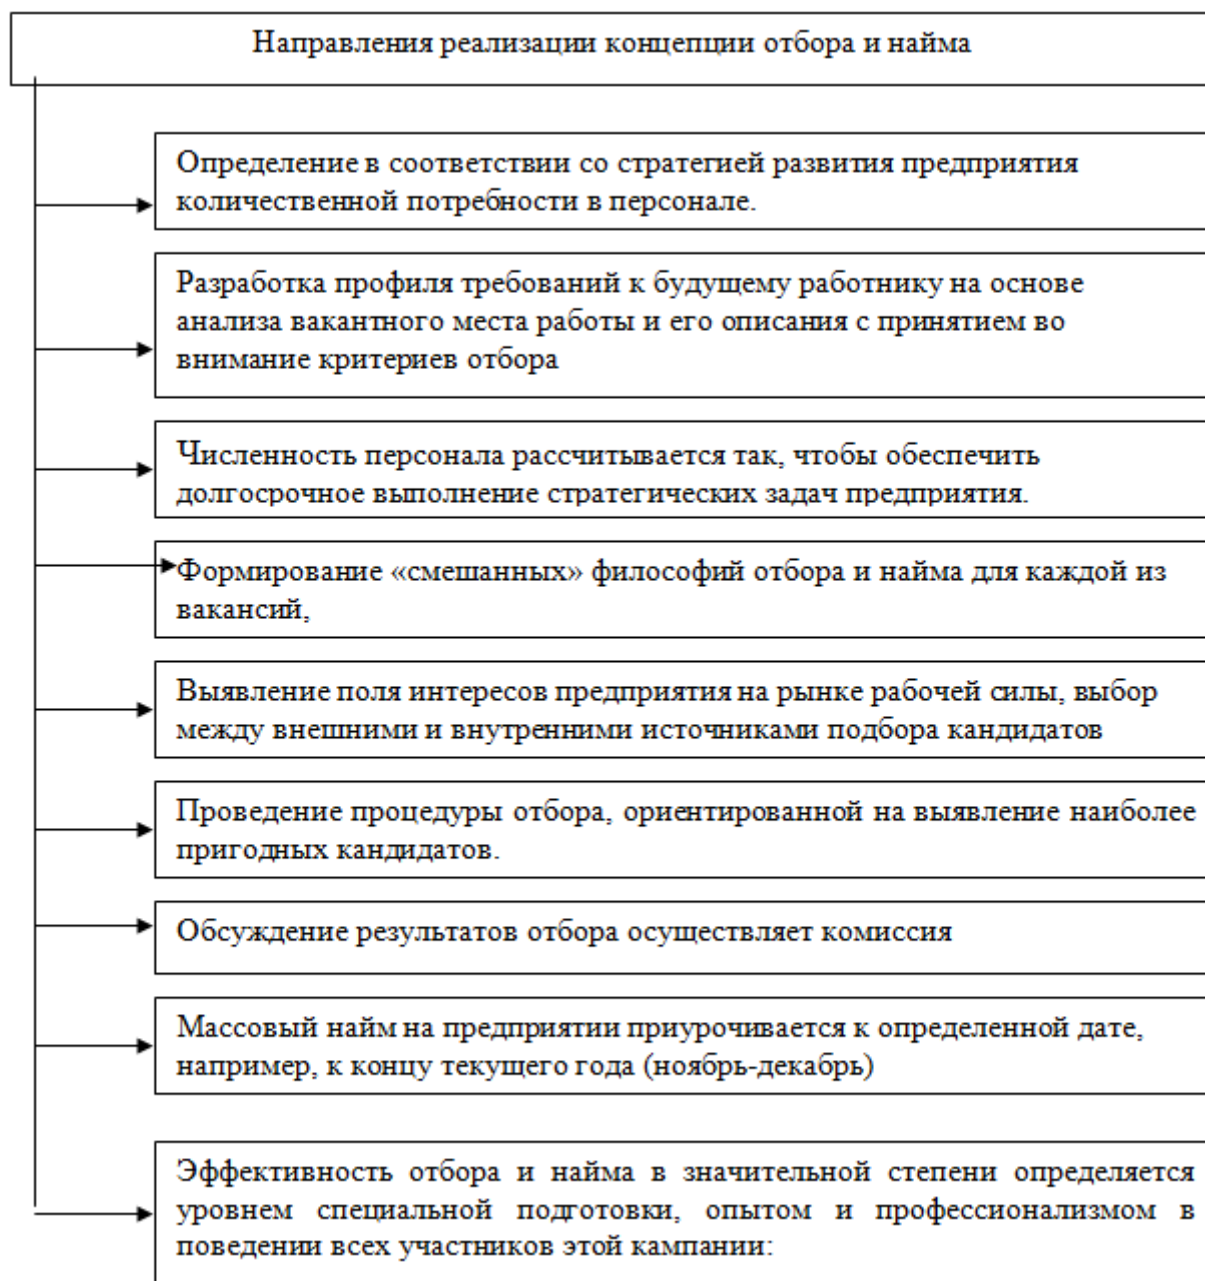 Направления реализации концепции отбора и найма
Определение в соответствии со стратегией развития предприятия
количественной потребности в персонале.
Разработка профиля требований к будущему работнику на основе
анализа вакантного места работы и его описания с принятием во
внимание критериев отбора
Численность персонала рассчитывается так, чтобы обеспечить
долгосрочное выполнение стратегических задач предприятия.
Формирование «смешанных» философий отбора и найма для каждой из
вакансий,
Выявление поля интересов предприятия на рынке рабочей силы, выбор
между внешними и внутренними источниками подбора кандидатов
Проведение процедуры отбора, ориентированной на выявление наиболее
пригодных кандидатов.
Обсуждение результатов отбора осуществляет комиссия
Массовый найм на предприятии приурочивается к определенной дате,
например, к концу текущего года (ноябрь-декабрь)
Эффективность отбора и найма в значительной степени определяется
уровнем специальной подготовки, опытом и профессионализмом в
поведении всех участников этой кампании: